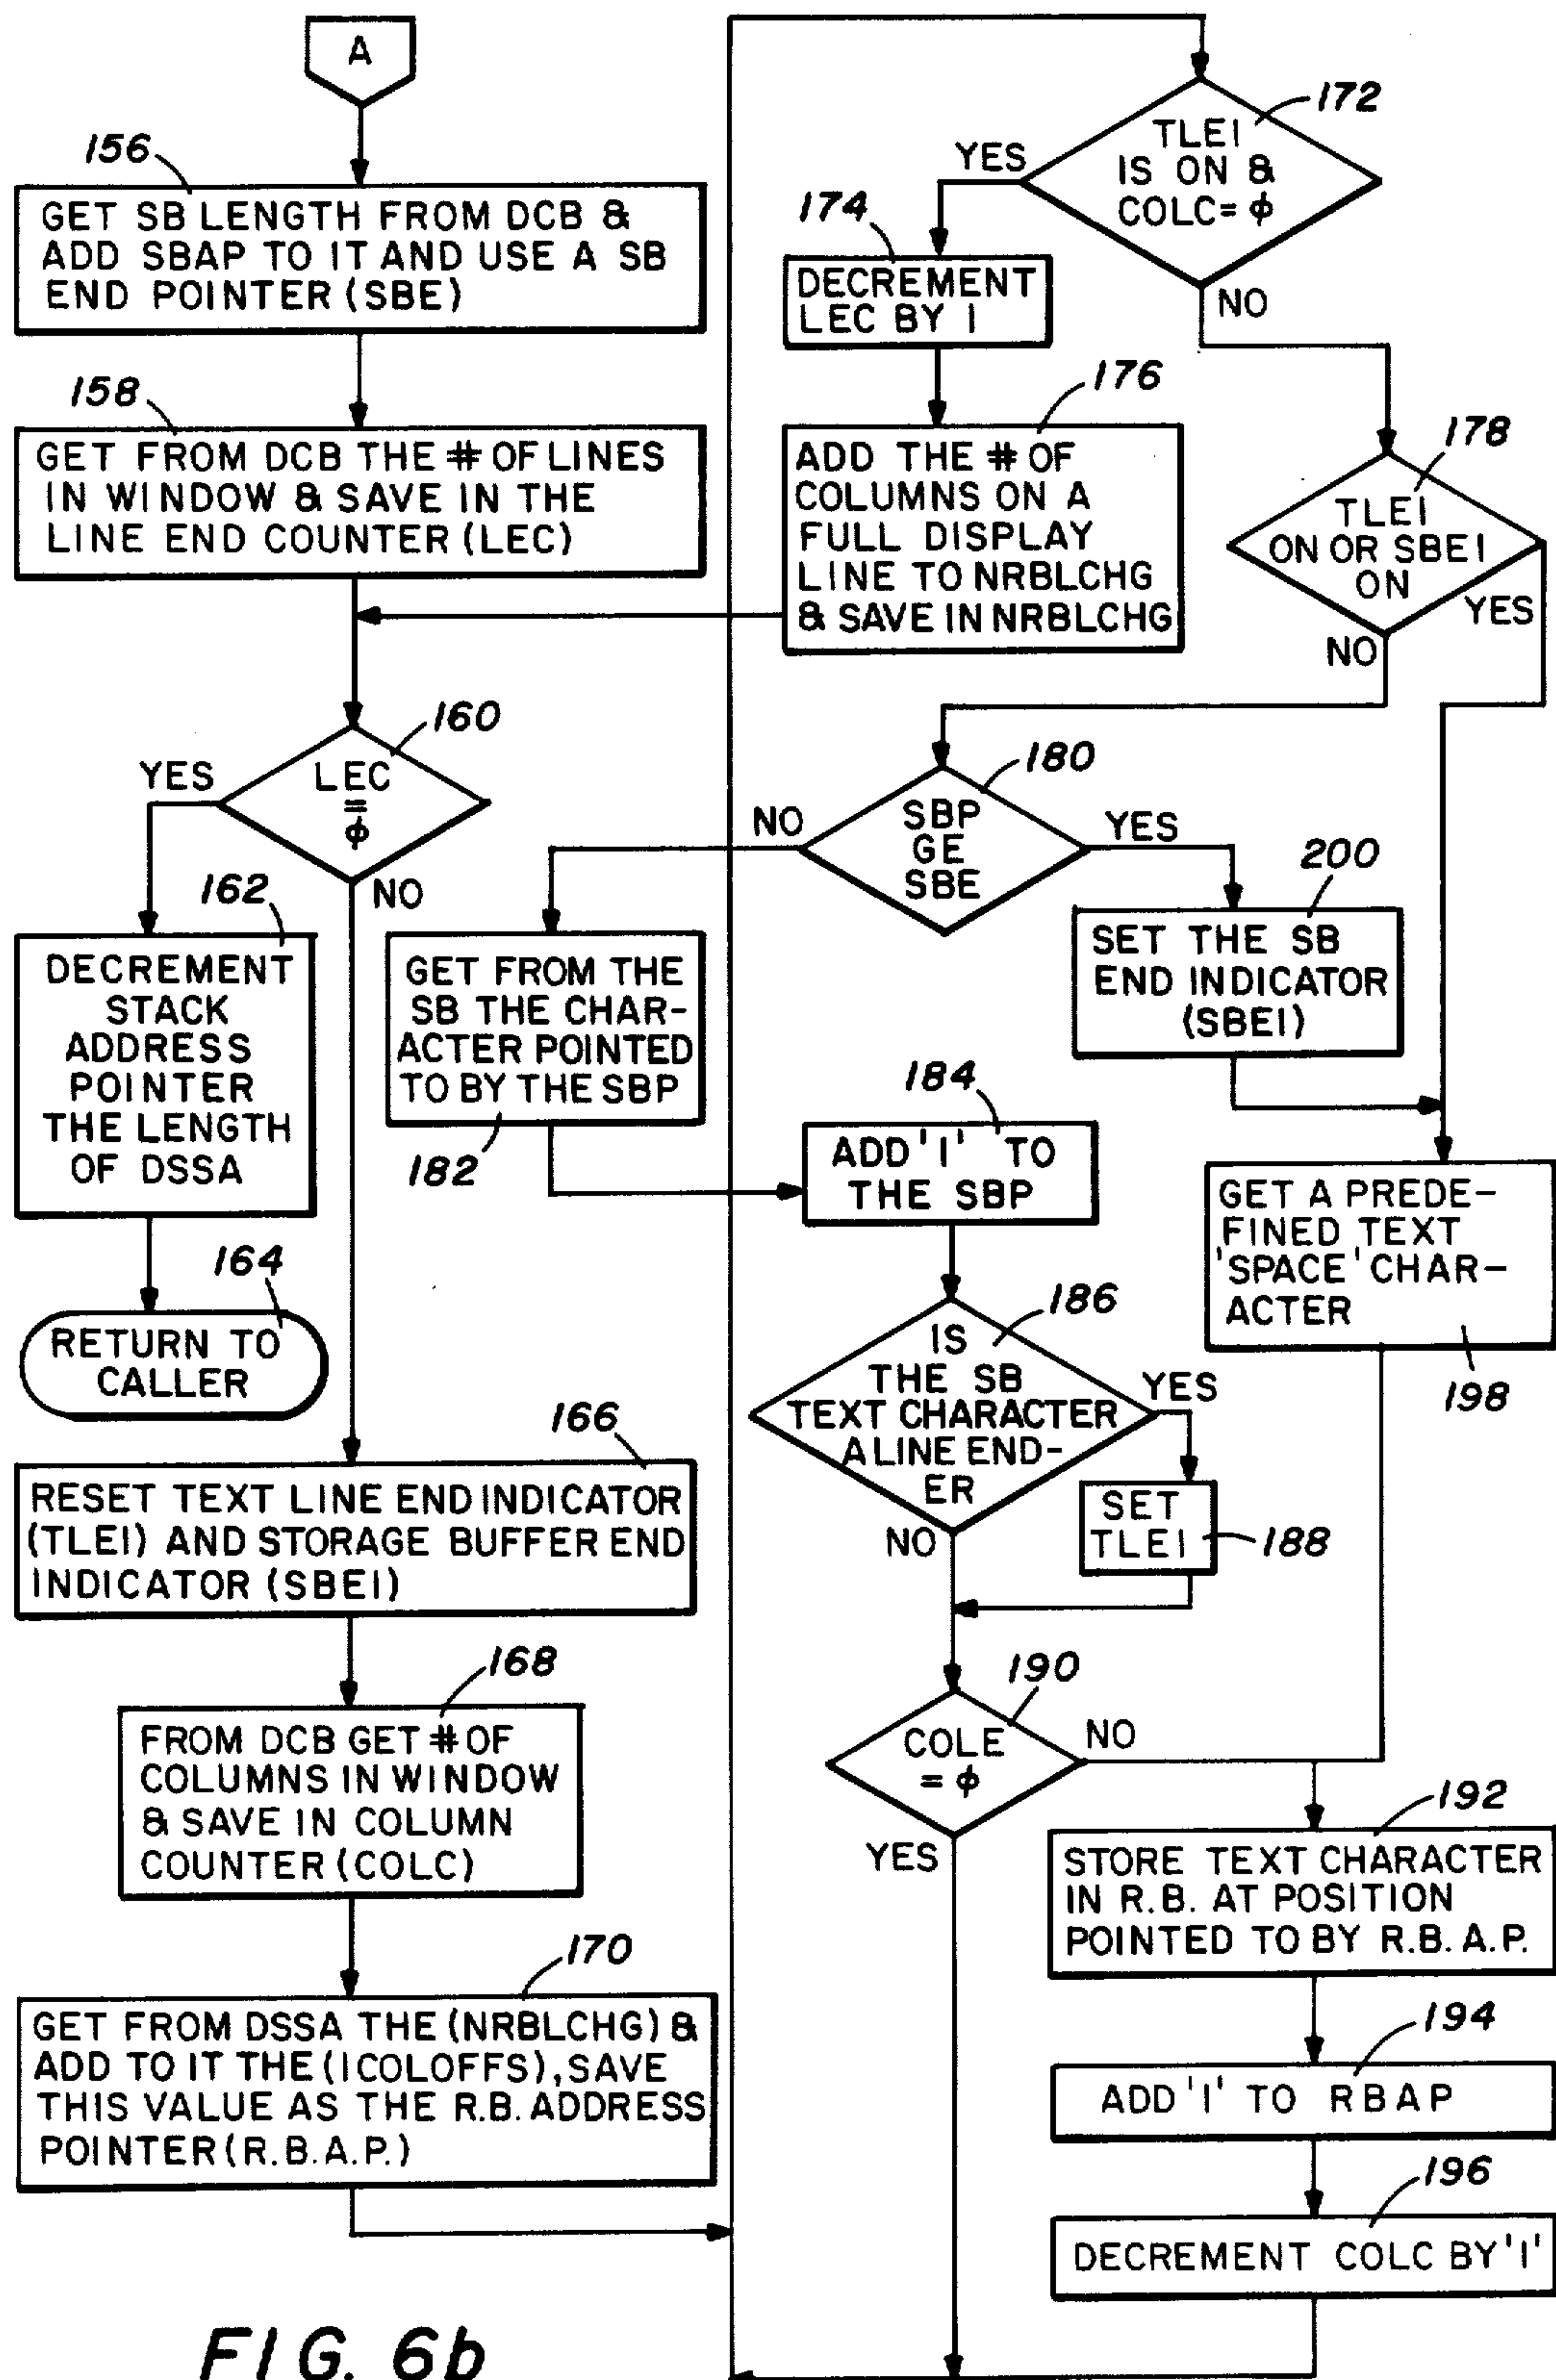 A
156
GET SB LENGTH FROM DCB &
ADD SBAP TO IT AND USE A SB
END POINTER (SBE)
158
GET FROM DCB THE # OF LINES
IN WINDOW & SAVE IN THE
LINE END COUNTER (LEC)
160
YES
LEC
=
ϕ
NO
162
DECREMENT
STACK
ADDRESS
POINTER
THE LENGTH
OF DSSA
164
RETURN TO
CALLER
166
RESET TEXT LINE END INDICATOR
(TLEI) AND STORAGE BUFFER END
INDICATOR (SBEI)
168
FROM DCB GET # OF
COLUMNS IN WINDOW
& SAVE IN COLUMN
COUNTER (COLC)
170
GET FROM DSSA THE (NRBLCHG) &
ADD TO IT THE (ICOLOFFS), SAVE
THIS VALUE AS THE R.B. ADDRESS
POINTER (R.B.A.P.)
172
TLEI
IS ON &
COLC= ϕ
YES
NO
174
DECREMENT
LEC BY 1
176
ADD THE # OF
COLUMNS ON A
FULL DISPLAY
LINE TO NRBLCHG
& SAVE IN NRBLCHG
178
TLEI
ON OR SBEI
ON
YES
NO
180
SBP
GE
SBE
NO
YES
200
SET THE SB
END INDICATOR
(SBEI)
GET FROM THE
SB THE CHAR-
ACTER POINTED
TO BY THE SBP
182
184
ADD '1' TO
THE SBP
GET A PREDE-
FINED TEXT
'SPACE' CHAR-
ACTER
198
186
IS
THE SB
TEXT CHARACTER
A LINE END-
ER
YES
NO
SET
TLEI
188
190
COLE
= ϕ
NO
YES
192
STORE TEXT CHARACTER
IN R.B. AT POSITION
POINTED TO BY R.B.A.P.
194
ADD '1' TO RBAP
196
DECREMENT COLC BY '1'
FIG. 6b